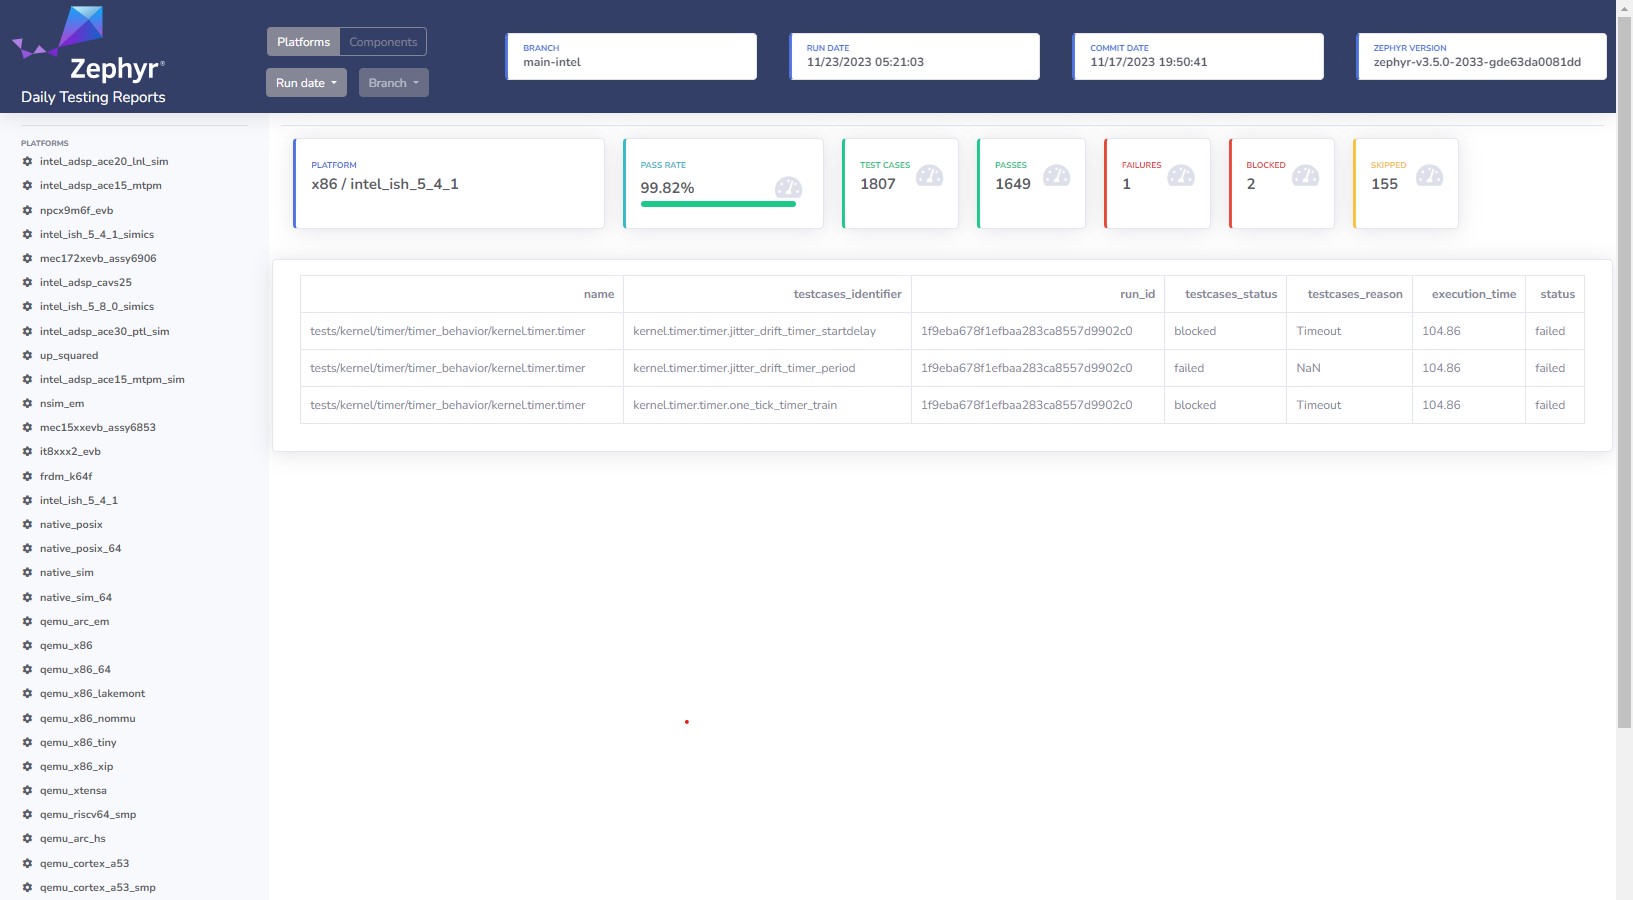 Zephyr®
Daily Testing Reports
Platforms Components
Run date Branch
BRANCH
main-intel
RUN DATE
11/23/2023 05:21:03
COMMIT DATE
11/17/2023 19:50:41
ZEPHYR VERSION
zephyr-v3.5.0-2033-gde63da0081dd
PLATFORMS
intel_adsp_ace20_lnl_sim
intel_adsp_ace15_mtpm
npcx9m6f_evb
intel_ish_5_4_1_simics
mec172xevb_assy6906
intel_adsp_cavs25
intel_ish_5_8_0_simics
intel_adsp_ace30_ptl_sim
up_squared
intel_adsp_ace15_mtpm_sim
nsim_em
mec15xxevb_assy6853
it8xxx2_evb
frdm_k64f
intel_ish_5_4_1
native_posix
native_posix_64
native_sim
native_sim_64
qemu_arc_em
qemu_x86
qemu_x86_64
qemu_x86_lakemont
qemu_x86_nommu
qemu_x86_tiny
qemu_x86_xip
qemu_xtensa
qemu_riscv64_smp
qemu_arc_hs
qemu_cortex_a53
qemu_cortex_a53_smp
PLATFORM
x86 / intel_ish_5_4_1
PASS RATE
99.82%
TEST CASES
1807
PASSES
1649
FAILURES
1
BLOCKED
2
SKIPPED
155
name testcases_identifier run_id testcases_status testcases_reason execution_time status
tests/kernel/timer/timer_behavior/kernel.timer.timer kernel.timer.timer.jitter_drift_timer_startdelay 1f9eba678f1efbaa283ca8557d9902c0 blocked Timeout 104.86 failed
tests/kernel/timer/timer_behavior/kernel.timer.timer kernel.timer.timer.jitter_drift_timer_period 1f9eba678f1efbaa283ca8557d9902c0 failed NaN 104.86 failed
tests/kernel/timer/timer_behavior/kernel.timer.timer kernel.timer.timer.one_tick_timer_train 1f9eba678f1efbaa283ca8557d9902c0 blocked Timeout 104.86 failed